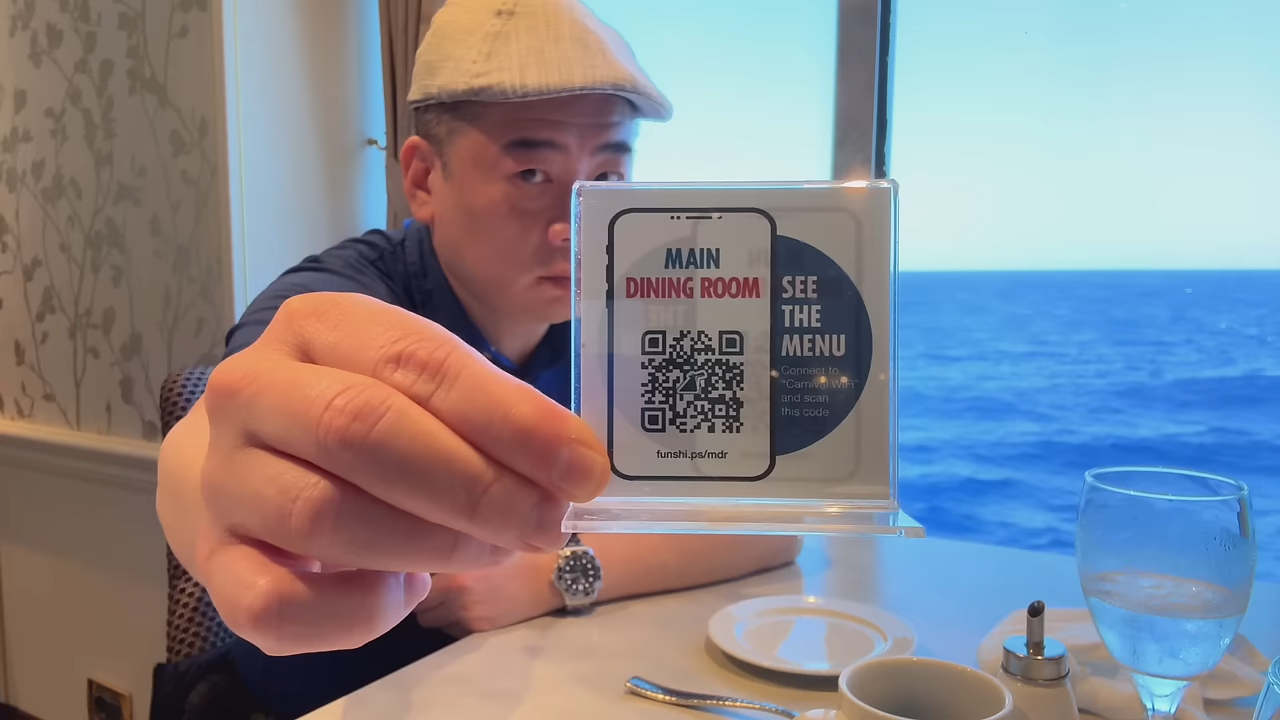 MAIN
DINING ROOM
funshi.ps/mdr
SEE
THE
MENU
Connect to
"Carnival WiFi"
and scan
this code